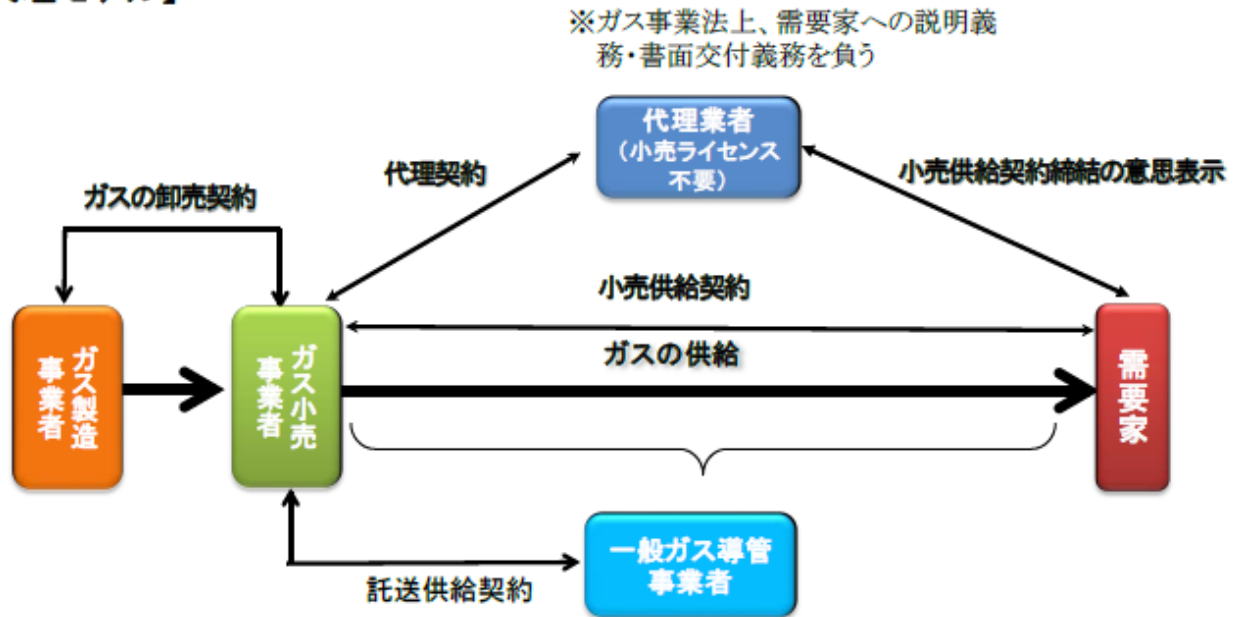 ※ガス事業法上、需要家への説明義
務・書面交付義務を負う
代理業者
(小売ライセンス
不要)
代理契約
小売供給契約締結の意思表示
ガスの卸売契約
小売供給契約
ガスの供給
ガス製造
事業者
ガス小売
事業者
需要家
一般ガス導管
事業者
託送供給契約